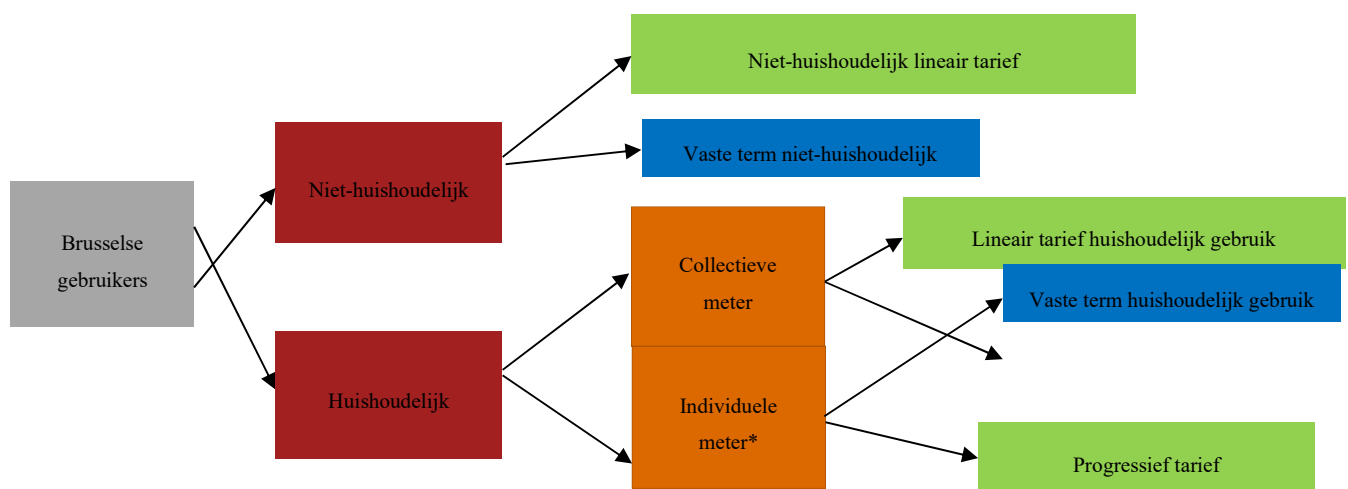 Niet-huishoudelijk lineair tarief
Vaste term niet-huishoudelijk
Niet-huishoudelijk
Brusselse
gebruikers
Lineair tarief huishoudelijk gebruik
Collectieve
meter
Vaste term huishoudelijk gebruik
Huishoudelijk
Individuele
meter*
Progressief tarief